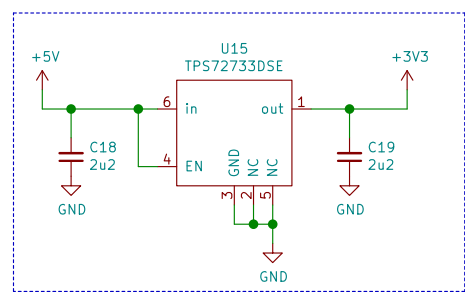 U15
TPS72733DSE
+5V
+3V3
6 in
out 1
4 EN
C18
2u2
C19
2u2
GND
NC
NC
3
2
5
GND
GND
GND